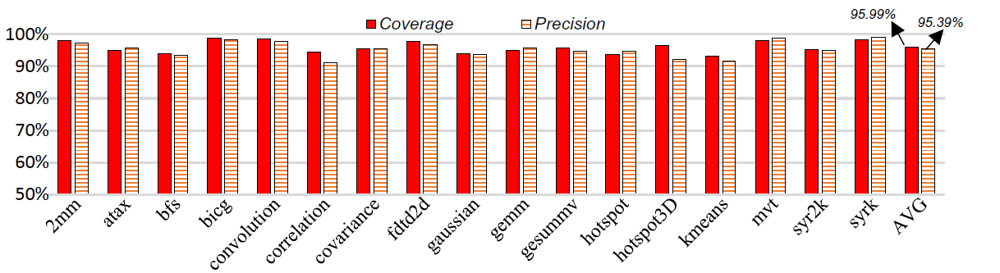 Coverage Precision
95.99%
95.39%
100%
90%
80%
70%
60%
50%
2mm
atax
bfs
bicg
convolution
correlation
covariance
fdtd2d
gaussian
gemm
gesummv
hotspot
hotspot3D
kmeans
mvt
syr2k
syrk
AVG